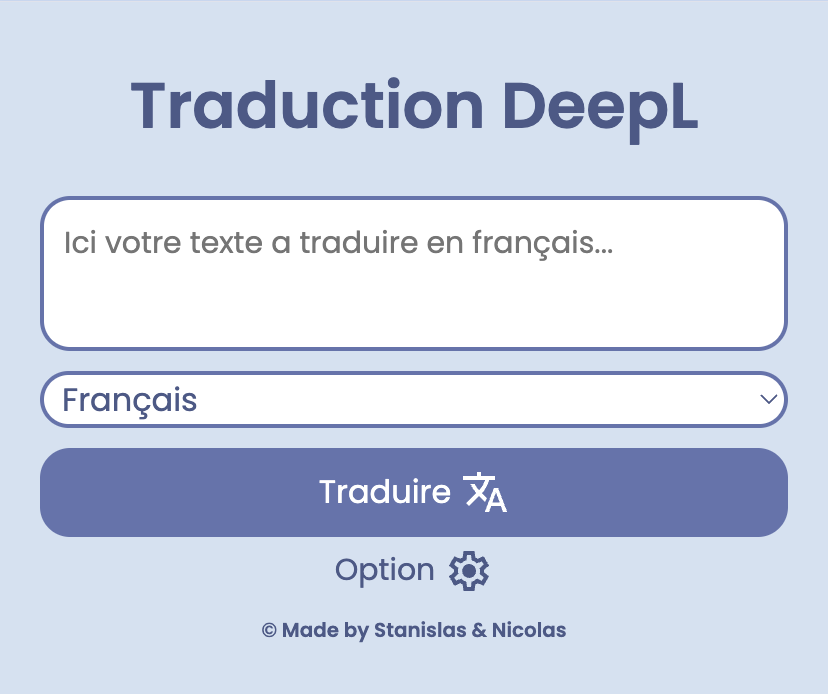 Traduction DeepL
Ici votre texte a traduire en français...
Français
Traduire
Option
© Made by Stanislas & Nicolas